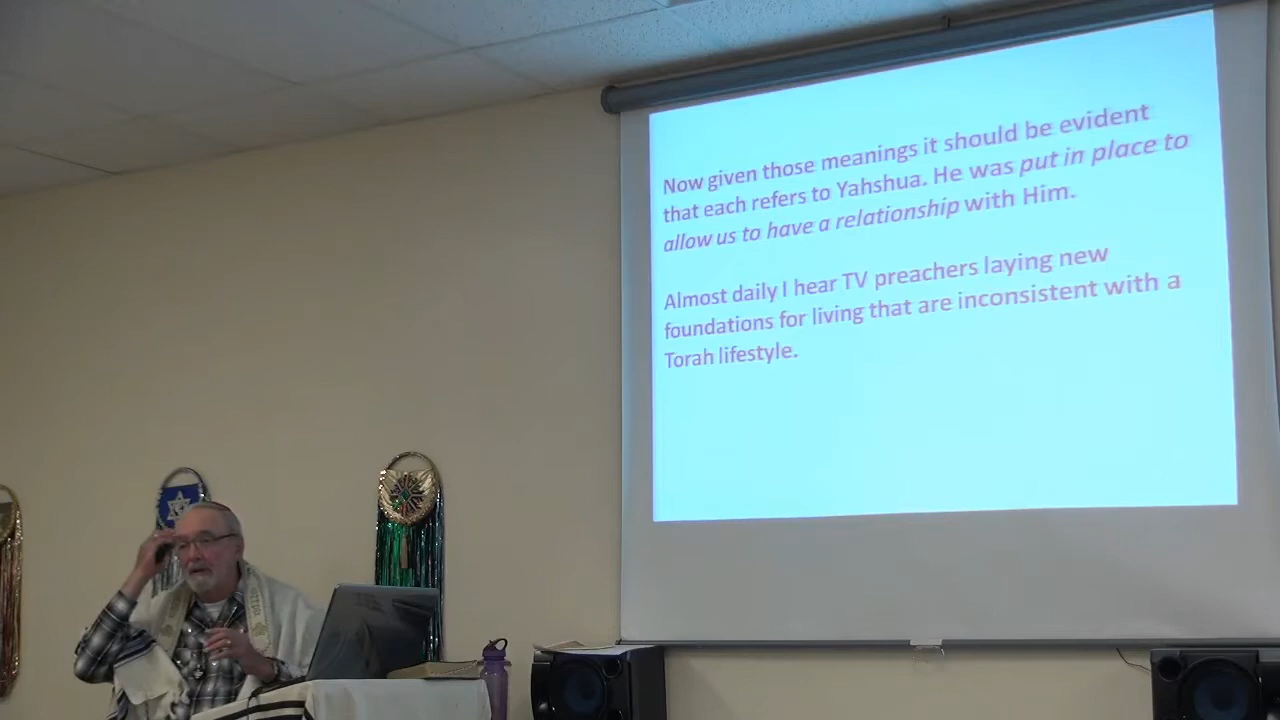 Now given those meanings it should be evident
that each refers to Yahshua. He was put in place to
allow us to have a relationship with Him.
Almost daily I hear TV preachers laying new
foundations for living that are inconsistent with a
Torah lifestyle.